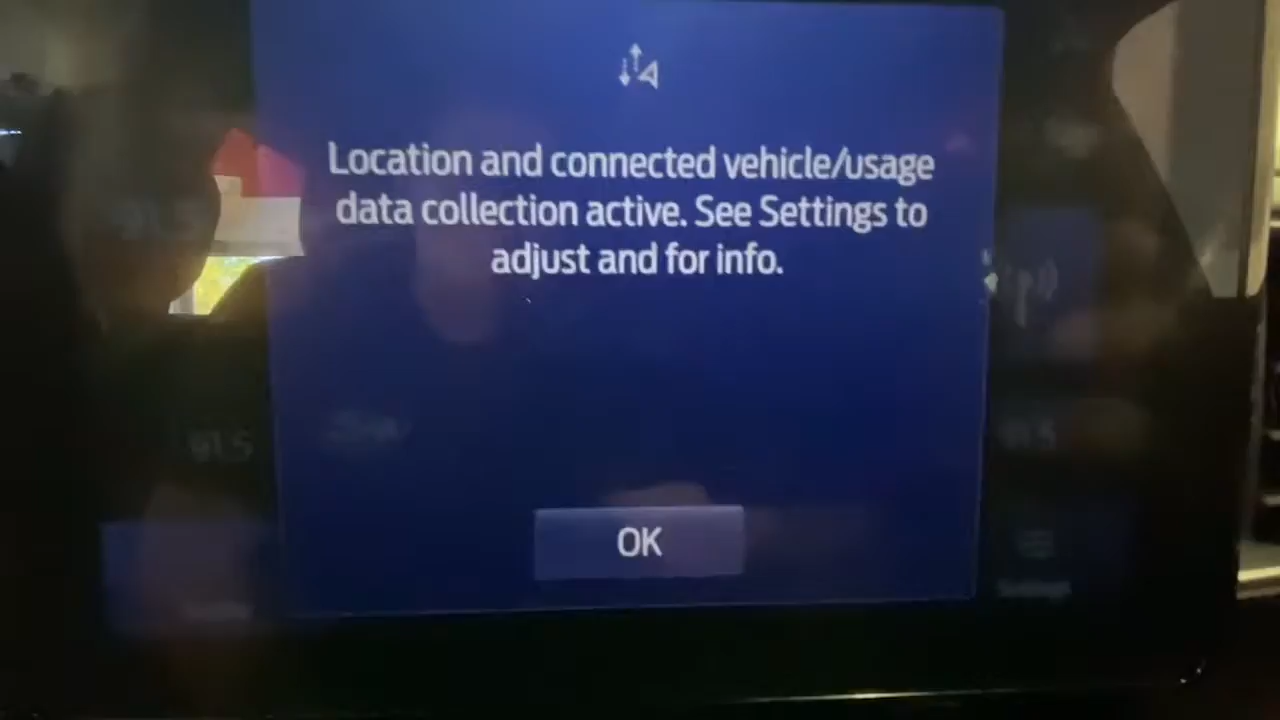 Location and connected vehicle/usage
data collection active. See Settings to
adjust and for info.
OK